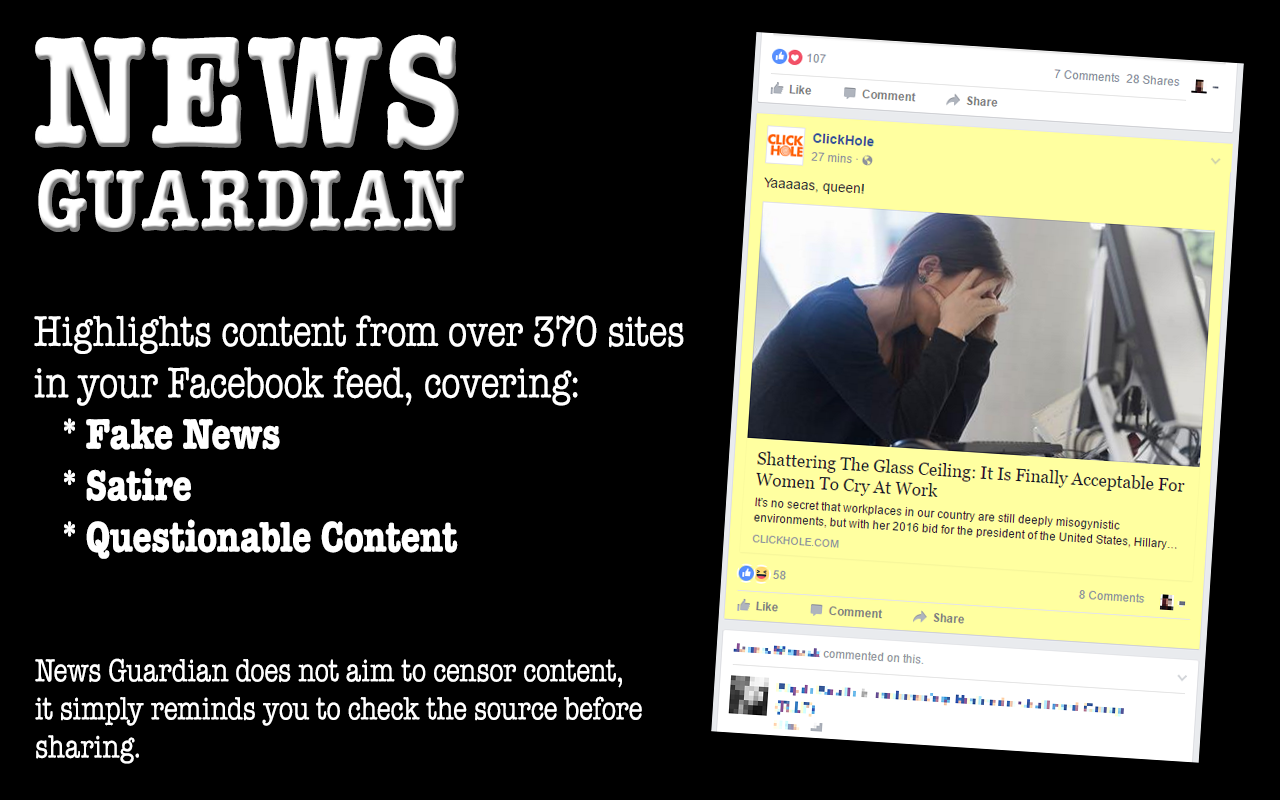 NEWS
GUARDIAN
Highlights content from over 370 sites
in your Facebook feed, covering:
* Fake News
* Satire
* Questionable Content
News Guardian does not aim to censor content,
it simply reminds you to check the source before
sharing.
107
7 Comments 28 Shares
Like Comment Share
CLICK
HOLE
ClickHole
27 mins ·
Yaaaaas, queen!
Shattering The Glass Ceiling: It Is Finally Acceptable For
Women To Cry At Work
It's no secret that workplaces in our country are still deeply misogynistic
environments, but with her 2016 bid for the president of the United States, Hillary...
CLICKHOLE.COM
58
8 Comments
Like Comment Share
commented on this.